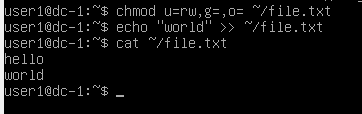 user1@dc-1:~$ chmod u=rw,g=,o= ~/file.txt
user1@dc-1:~$ echo "world" >> ~/file.txt
user1@dc-1:~$ cat ~/file.txt
hello
world
user1@dc-1:~$ _